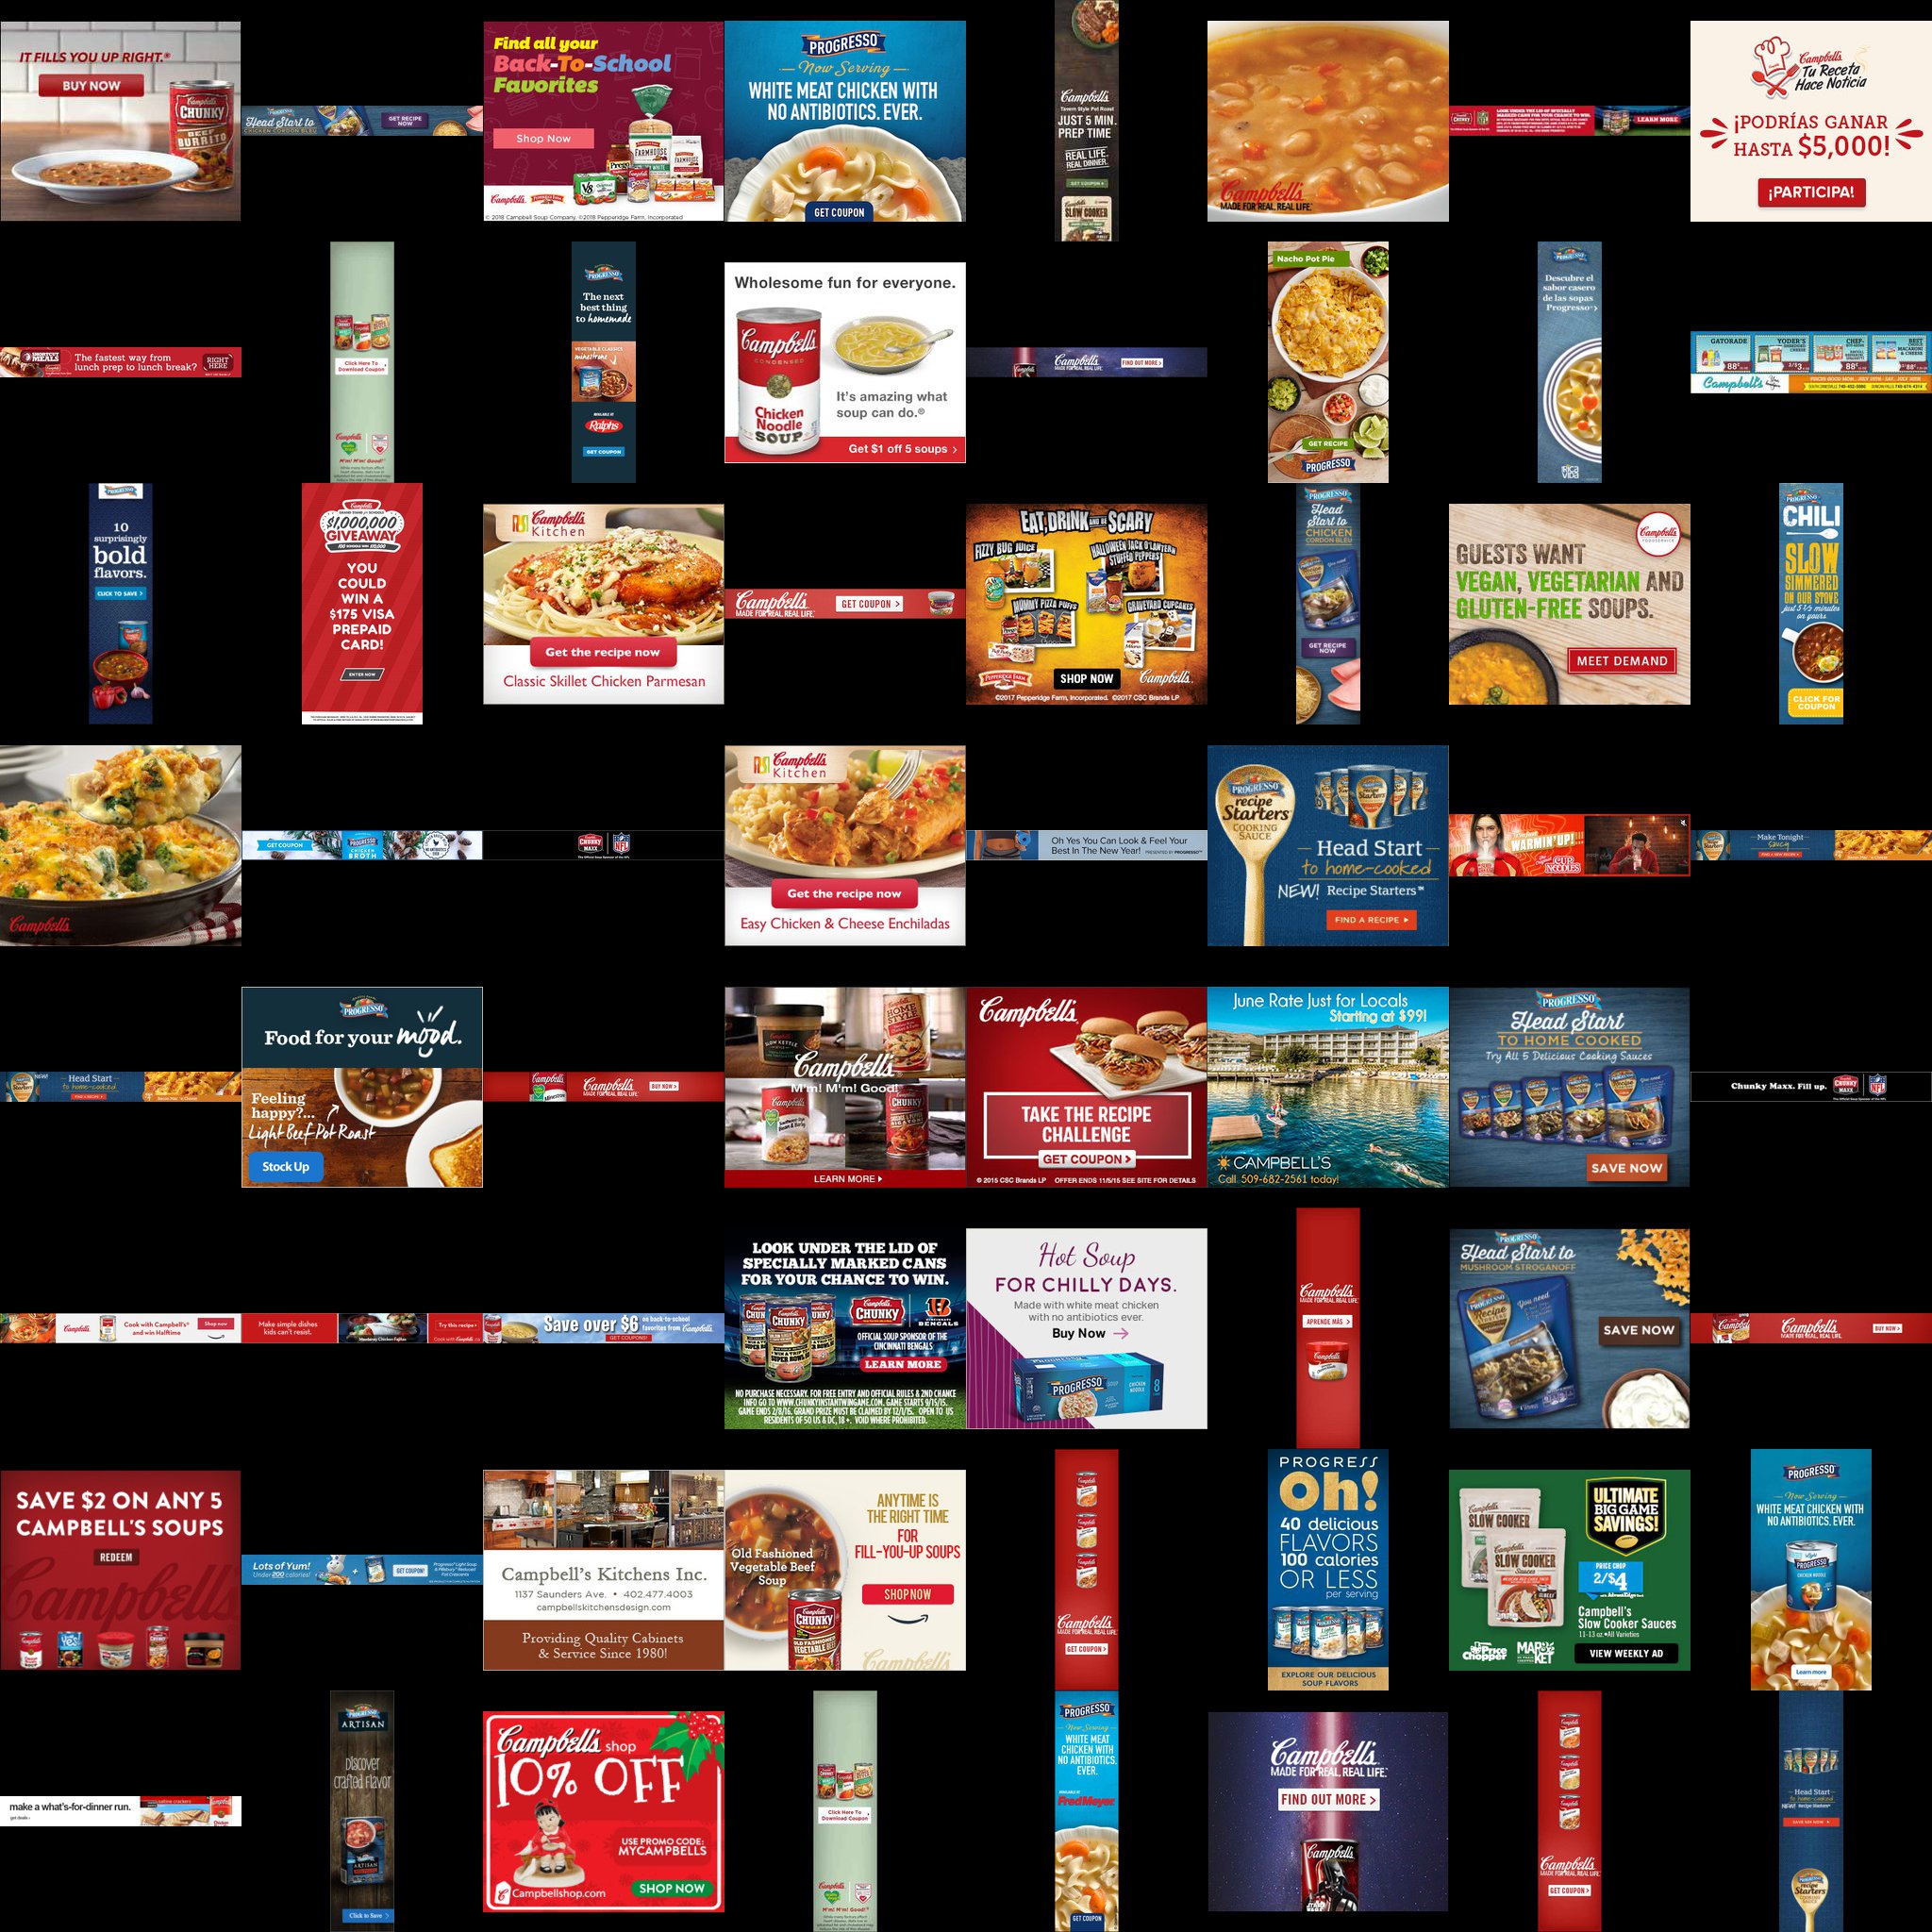 IT FILLS YOU UP RIGHT.®
BUY NOW
Campbell's
CHUNKY
BEEF
BURRITO
PROGRESSO
Head Start to
CHICKEN CORDON BLEU
GET RECIPE
NOW
Find all your
Back-To-School
Favorites
Shop Now
FARMHOUSE
Prego
V8
Campbell's
© 2018 Campbell Soup Company. ©2018 Pepperidge Farm, Incorporated
PROGRESSO
Now Serving
WHITE MEAT CHICKEN WITH
NO ANTIBIOTICS. EVER.
GET COUPON
Campbell's
Tavern Style Pot Roast
JUST 5 MIN.
PREP TIME
REAL LIFE.
REAL DINNER.
GET COUPON
Campbell's
SLOW COOKER
Campbell's
MADE FOR REAL, REAL LIFE.
LOOK UNDER THE LID OF SPECIALLY
MARKED CANS FOR YOUR CHANCE TO WIN.
LEARN MORE
Campbell's
Tu Receta
Hace Noticia
¡PODRÍAS GANAR
HASTA $5,000!
¡PARTICIPA!
The fastest way from
lunch prep to lunch break?
RIGHT
HERE
Click Here To
Download Coupon
Campbell's
M'm! M'm! Good!
PROGRESSO
The next
best thing
to homemade
VEGETABLE CLASSICS
minestrone
Ralphs
GET COUPON
Wholesome fun for everyone.
Campbell's
CONDENSED
Chicken
Noodle
SOUP
It's amazing what
soup can do.®
Get $1 off 5 soups >
Campbell's
MADE FOR REAL, REAL LIFE.
FIND OUT MORE >
Nacho Pot Pie
GET RECIPE
PROGRESSO
PROGRESSO
Descubre el
sabor casero
de las sopas
Progresso >
GATORADE
YODER'S
CHEF
BEST
MACARONI
& CHEESE
88¢
88¢
Campbell's
PROGRESSO
10
surprisingly
bold
flavors.
CLICK TO SAVE >
Campbell's
$1,000,000
GIVEAWAY
YOU
COULD
WIN A
$175 VISA
PREPAID
CARD!
ENTER NOW
Campbell's
Kitchen
Get the recipe now
Classic Skillet Chicken Parmesan
Campbell's
MADE FOR REAL, REAL LIFE.
GET COUPON >
EAT, DRINK AND BE SCARY
FIZZY BUG JUICE
HALLOWEEN JACK O'LANTERN
STUFFED PEPPERS
MUMMY PIZZA PUFFS
GRAVEYARD CUPCAKES
PEPPERIDGE FARM
SHOP NOW
Campbell's
©2017 Pepperidge Farm, Incorporated. ©2017 CSC Brands LP
PROGRESSO
Head
Start to
CHICKEN
CORDON BLEU
GET RECIPE
NOW
Campbell's
FOODSERVICE
GUESTS WANT
VEGAN, VEGETARIAN AND
GLUTEN-FREE SOUPS.
MEET DEMAND
PROGRESSO
CHILI
SLOW
SIMMERED
ON OUR STOVE
just 5½ minutes
on yours
CLICK FOR
COUPON
Campbell's
GET COUPON
PROGRESSO
CHICKEN
BROTH
CHUNKY
MAXX
NFL
Campbell's
Kitchen
Get the recipe now
Easy Chicken & Cheese Enchiladas
Oh Yes You Can Look & Feel Your
Best In The New Year! PRESENTED BY PROGRESSO
PROGRESSO
recipe
Starters
COOKING
SAUCE
Head Start
to home-cooked
NEW! Recipe Starters™
FIND A RECIPE
WARMIN' UP!
CUP
NOODLES
Make Tonight
saucy
Head Start
to home-cooked
PROGRESSO
Food for your mood.
Feeling
happy?...
Light Beef Pot Roast
Stock Up
Campbell's
MADE FOR REAL, REAL LIFE.
BUY NOW >
SLOW KETTLE
HOME
STYLE
Campbell's
M'm! M'm! Good!
CHUNKY
LEARN MORE
Campbell's
TAKE THE RECIPE
CHALLENGE
GET COUPON >
© 2015 CSC Brands LP OFFER ENDS 11/5/15 SEE SITE FOR DETAILS
June Rate Just for Locals
Starting at $99!
CAMPBELL'S
Call 509-682-2561 today!
PROGRESSO
Head Start
TO HOME COOKED
Try All 5 Delicious Cooking Sauces
SAVE NOW
Chunky Maxx. Fill up.
CHUNKY
MAXX
NFL
Campbell's
Cook with Campbell's®
and win Halftime
Shop now
Make simple dishes
kids can't resist.
Monterey Chicken Fajitas
Try this recipe
Save over $6 on back-to-school
favorites from Campbell's
GET COUPONS!
LOOK UNDER THE LID OF
SPECIALLY MARKED CANS
FOR YOUR CHANCE TO WIN.
Campbell's
CHUNKY
BENGALS
OFFICIAL SOUP SPONSOR OF THE
CINCINNATI BENGALS
LEARN MORE
NO PURCHASE NECESSARY. FOR FREE ENTRY AND OFFICIAL RULES & 2ND CHANCE
INFO GO TO WWW.CHUNKYINSTANTWINGAME.COM. GAME STARTS 9/15/15.
GAME ENDS 2/8/16. GRAND PRIZE MUST BE CLAIMED BY 12/1/15. OPEN TO US
RESIDENTS OF 50 US & DC, 18+. VOID WHERE PROHIBITED.
Hot Soup
FOR CHILLY DAYS.
Made with white meat chicken
with no antibiotics ever.
Buy Now
PROGRESSO
CHICKEN
NOODLE
8
Campbell's
MADE FOR REAL, REAL LIFE.
APRENDE MÁS >
Campbell's
PROGRESSO
Head Start to
MUSHROOM STROGANOFF
Recipe
Starters
SAVE NOW
Campbell's
MADE FOR REAL, REAL LIFE.
BUY NOW >
SAVE $2 ON ANY 5
CAMPBELL'S SOUPS
REDEEM
Campbell's
Lots of Yum!
Under 200 calories!
GET COUPON!
Campbell's Kitchens Inc.
1137 Saunders Ave. • 402.477.4003
campbellskitchensdesign.com
Providing Quality Cabinets
& Service Since 1980!
Old Fashioned
Vegetable Beef
Soup
CHUNKY
OLD FASHIONED
VEGETABLE BEEF
ANYTIME IS
THE RIGHT TIME
FOR
FILL-YOU-UP SOUPS
SHOP NOW
Campbell's
Campbell's
MADE FOR REAL, REAL LIFE.
GET COUPON >
PROGRESS
Oh!
40 delicious
FLAVORS
100 calories
OR LESS
per serving
EXPLORE OUR DELICIOUS
SOUP FLAVORS
Campbell's
SLOW COOKER
Sauces
ULTIMATE
BIG GAME
SAVINGS!
PRICE CHOP
2/$4
Campbell's
Slow Cooker Sauces
11-13 oz. • All Varieties
Price
Chopper
MARKET
VIEW WEEKLY AD
PROGRESSO
Now Serving
WHITE MEAT CHICKEN WITH
NO ANTIBIOTICS. EVER.
Light
PROGRESSO
Learn more
make a what's-for-dinner run.
PROGRESSO
ARTISAN
Discover
crafted flavor
ARTISAN
Click to Save >
Campbell's shop
10% OFF
USE PROMO CODE:
MYCAMPBELLS
Campbellshop.com
SHOP NOW
Click Here To
Download Coupon
Campbell's
M'm! M'm! Good!
PROGRESSO
Now Serving
WHITE MEAT
CHICKEN WITH
NO ANTIBIOTICS.
EVER.
Fred Meyer
GET COUPON
Campbell's
MADE FOR REAL, REAL LIFE.
FIND OUT MORE >
Campbell's
Campbell's
MADE FOR REAL, REAL LIFE.
GET COUPON >
Head Start
to home-cooked
NEW! Recipe Starters
recipe
Starters